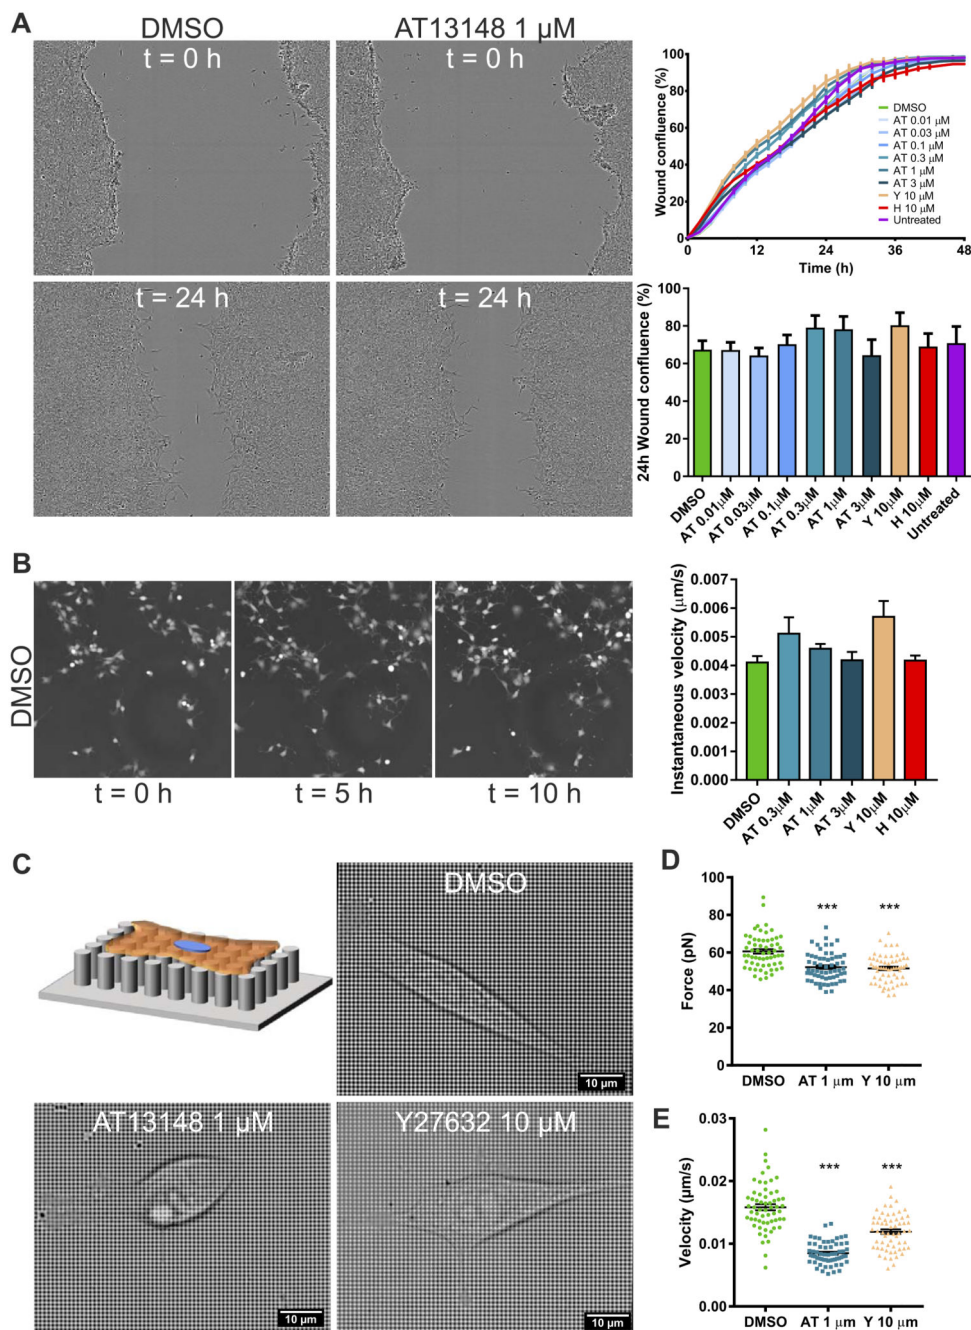 A
DMSO
t = 0 h
AT13148 1 µM
t = 0 h
t = 24 h
t = 24 h
Wound confluence (%)
100
80
60
40
20
0
0 12 24 36 48
Time (h)
DMSO
AT 0.01 µM
AT 0.03 µM
AT 0.1 µM
AT 0.3 µM
AT 1 µM
AT 3 µM
Y 10 µM
H 10 µM
Untreated
24h Wound confluence (%)
100
80
60
40
20
0
DMSO
AT 0.01µM
AT 0.03µM
AT 0.1µM
AT 0.3µM
AT 1µM
AT 3µM
Y 10µM
H 10µM
Untreated
B
DMSO
t = 0 h
t = 5 h
t = 10 h
Instantaneous velocity (µm/s)
0.007
0.006
0.005
0.004
0.003
0.002
0.001
0.000
DMSO
AT 0.3µM
AT 1µM
AT 3µM
Y 10µM
H 10µM
C
DMSO
10 µm
AT13148 1 µM
10 µm
Y27632 10 µM
10 µm
D
Force (pN)
100
80
60
40
20
0
*** ***
DMSO AT 1 µm Y 10 µm
E
Velocity (µm/s)
0.03
0.02
0.01
0.00
*** ***
DMSO AT 1 µm Y 10 µm